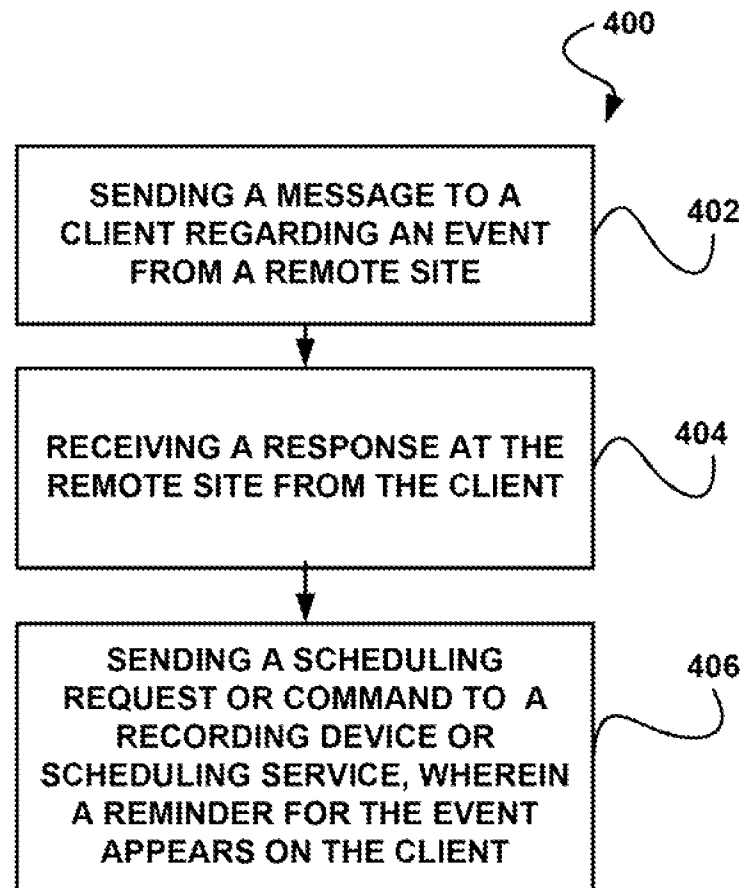 400
SENDING A MESSAGE TO A
CLIENT REGARDING AN EVENT
FROM A REMOTE SITE
402
RECEIVING A RESPONSE AT THE
REMOTE SITE FROM THE CLIENT
404
SENDING A SCHEDULING
REQUEST OR COMMAND TO A
RECORDING DEVICE OR
SCHEDULING SERVICE, WHEREIN
A REMINDER FOR THE EVENT
APPEARS ON THE CLIENT
406